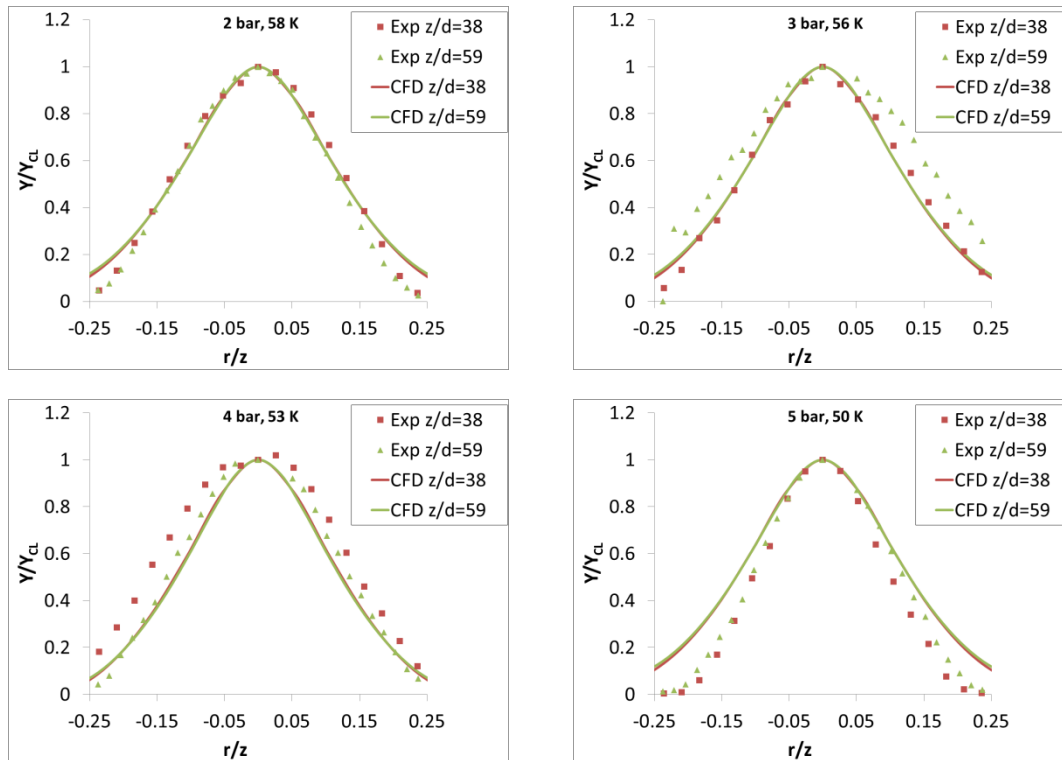 2 bar, 58 K
Exp z/d=38
Exp z/d=59
CFD z/d=38
CFD z/d=59
1.2
1
0.8
0.6
0.4
0.2
0
Y/Y_CL
-0.25 -0.15 -0.05 0.05 0.15 0.25
r/z
3 bar, 56 K
Exp z/d=38
Exp z/d=59
CFD z/d=38
CFD z/d=59
1.2
1
0.8
0.6
0.4
0.2
0
Y/Y_CL
-0.25 -0.15 -0.05 0.05 0.15 0.25
r/z
4 bar, 53 K
Exp z/d=38
Exp z/d=59
CFD z/d=38
CFD z/d=59
1.2
1
0.8
0.6
0.4
0.2
0
Y/Y_CL
-0.25 -0.15 -0.05 0.05 0.15 0.25
r/z
5 bar, 50 K
Exp z/d=38
Exp z/d=59
CFD z/d=38
CFD z/d=59
1.2
1
0.8
0.6
0.4
0.2
0
Y/Y_CL
-0.25 -0.15 -0.05 0.05 0.15 0.25
r/z